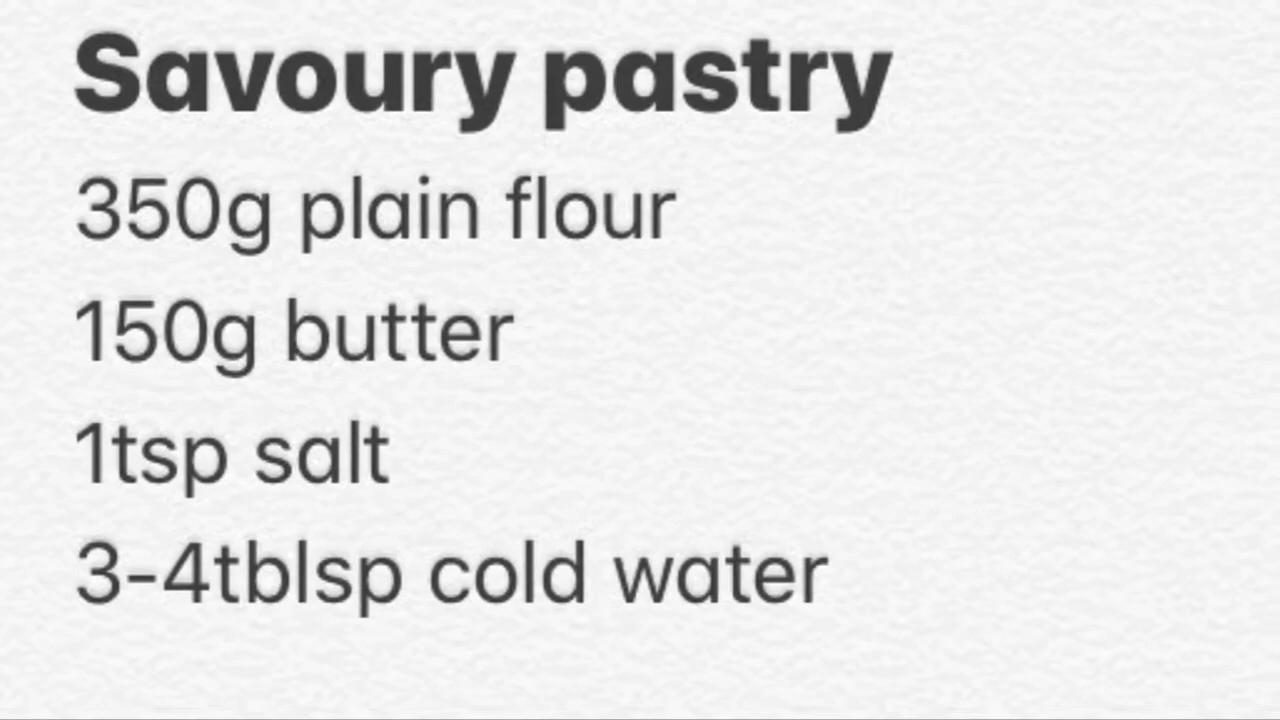 Savoury pastry
350g plain flour
150g butter
1tsp salt
3-4tblsp cold water